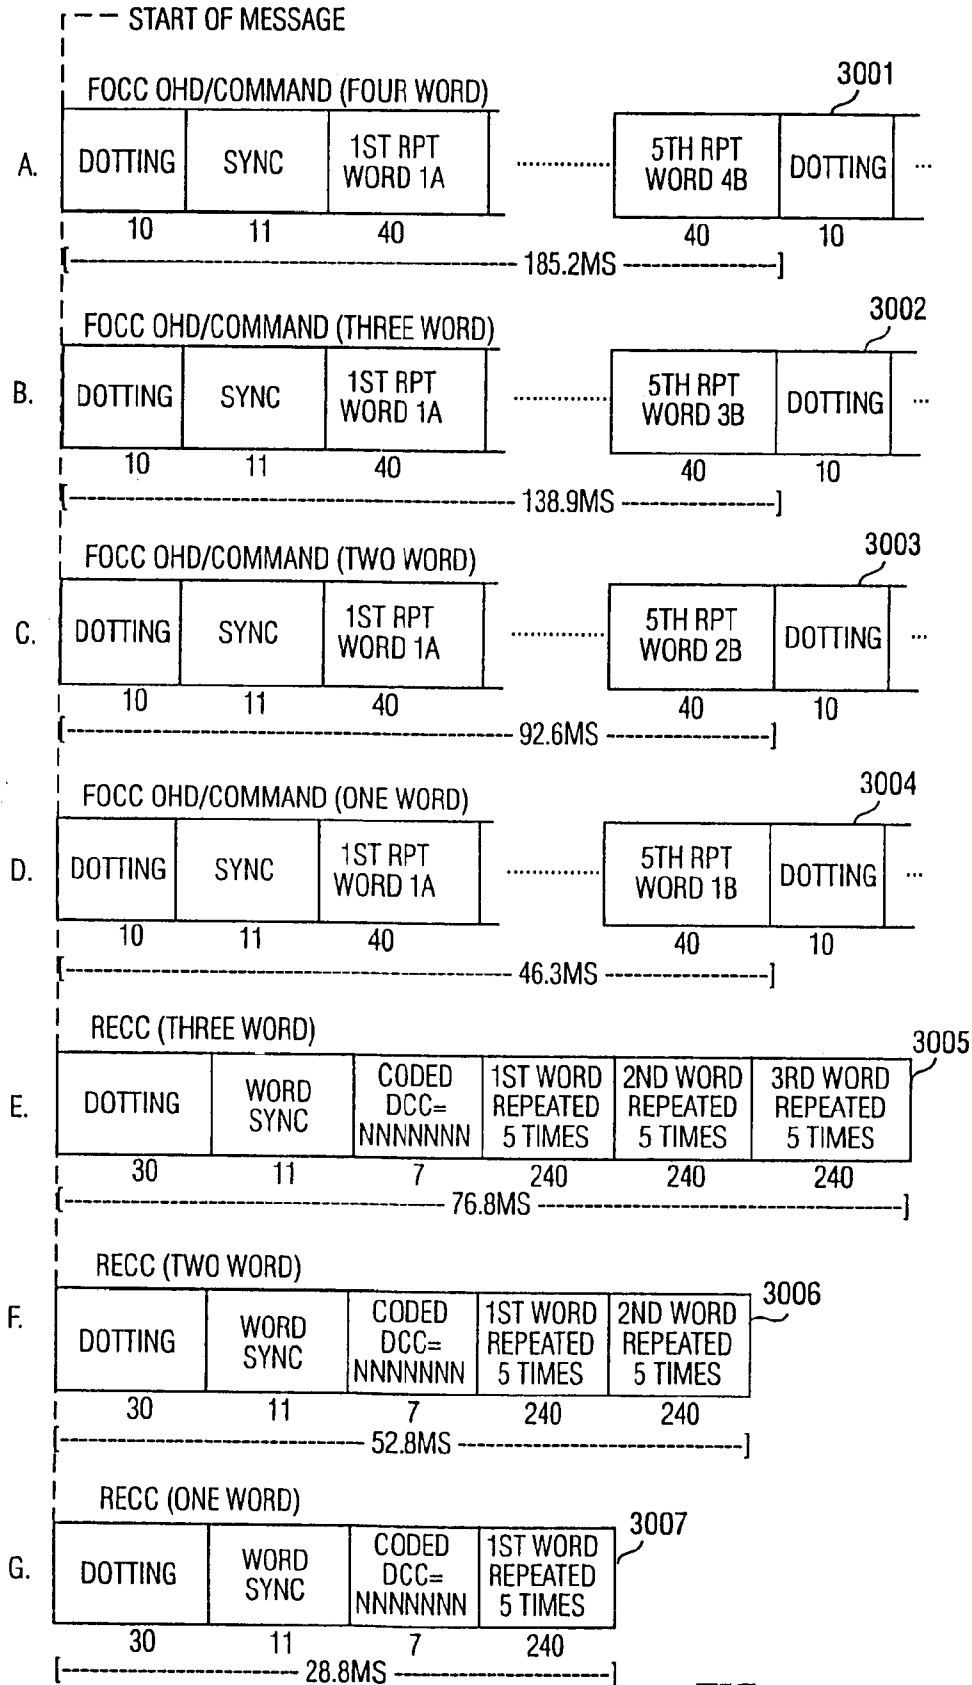 START OF MESSAGE
FOCC OHD/COMMAND (FOUR WORD)
3001
A.
DOTTING
SYNC
1ST RPT
WORD 1A
5TH RPT
WORD 4B
DOTTING
...
10
11
40
40
10
185.2MS
FOCC OHD/COMMAND (THREE WORD)
3002
B.
DOTTING
SYNC
1ST RPT
WORD 1A
5TH RPT
WORD 3B
DOTTING
...
10
11
40
40
10
138.9MS
FOCC OHD/COMMAND (TWO WORD)
3003
C.
DOTTING
SYNC
1ST RPT
WORD 1A
5TH RPT
WORD 2B
DOTTING
...
10
11
40
40
10
92.6MS
FOCC OHD/COMMAND (ONE WORD)
3004
D.
DOTTING
SYNC
1ST RPT
WORD 1A
5TH RPT
WORD 1B
DOTTING
...
10
11
40
40
10
46.3MS
RECC (THREE WORD)
3005
E.
DOTTING
WORD
SYNC
CODED
DCC=
NNNNNNN
1ST WORD
REPEATED
5 TIMES
2ND WORD
REPEATED
5 TIMES
3RD WORD
REPEATED
5 TIMES
30
11
7
240
240
240
76.8MS
RECC (TWO WORD)
3006
F.
DOTTING
WORD
SYNC
CODED
DCC=
NNNNNNN
1ST WORD
REPEATED
5 TIMES
2ND WORD
REPEATED
5 TIMES
30
11
7
240
240
52.8MS
RECC (ONE WORD)
3007
G.
DOTTING
WORD
SYNC
CODED
DCC=
NNNNNNN
1ST WORD
REPEATED
5 TIMES
30
11
7
240
28.8MS